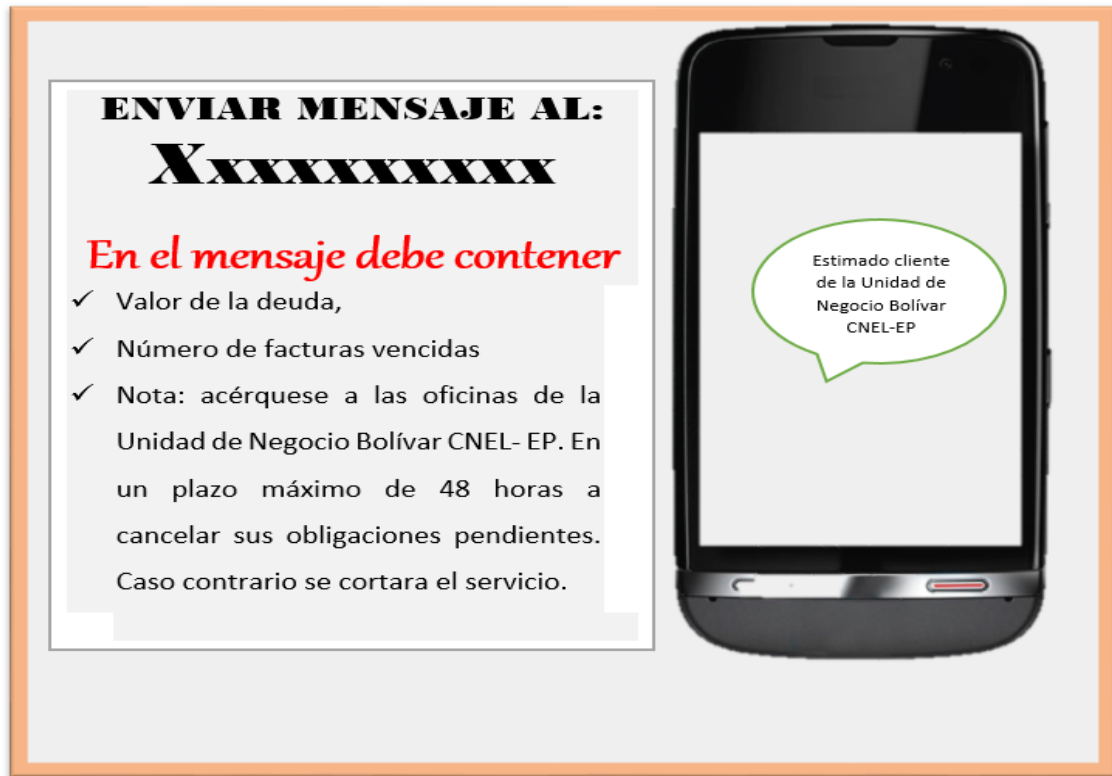 ENVIAR MENSAJE AL:
Xxxxxxxxxxx
En el mensaje debe contener
✓ Valor de la deuda,
✓ Número de facturas vencidas
✓ Nota: acérquese a las oficinas de la
Unidad de Negocio Bolívar CNEL- EP. En
un plazo máximo de 48 horas a
cancelar sus obligaciones pendientes.
Caso contrario se cortara el servicio.
Estimado cliente
de la Unidad de
Negocio Bolívar
CNEL-EP